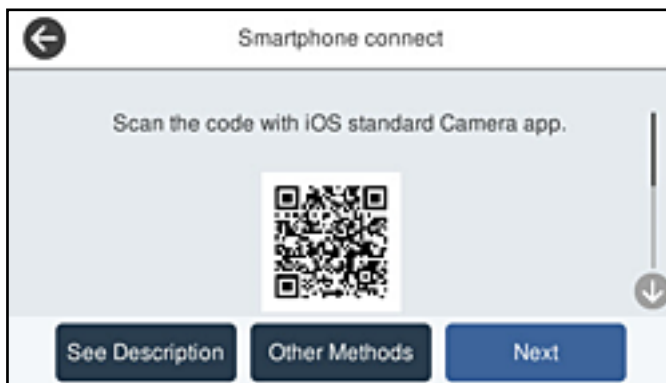 Smartphone connect
Scan the code with iOS standard Camera app.
See Description
Other Methods
Next